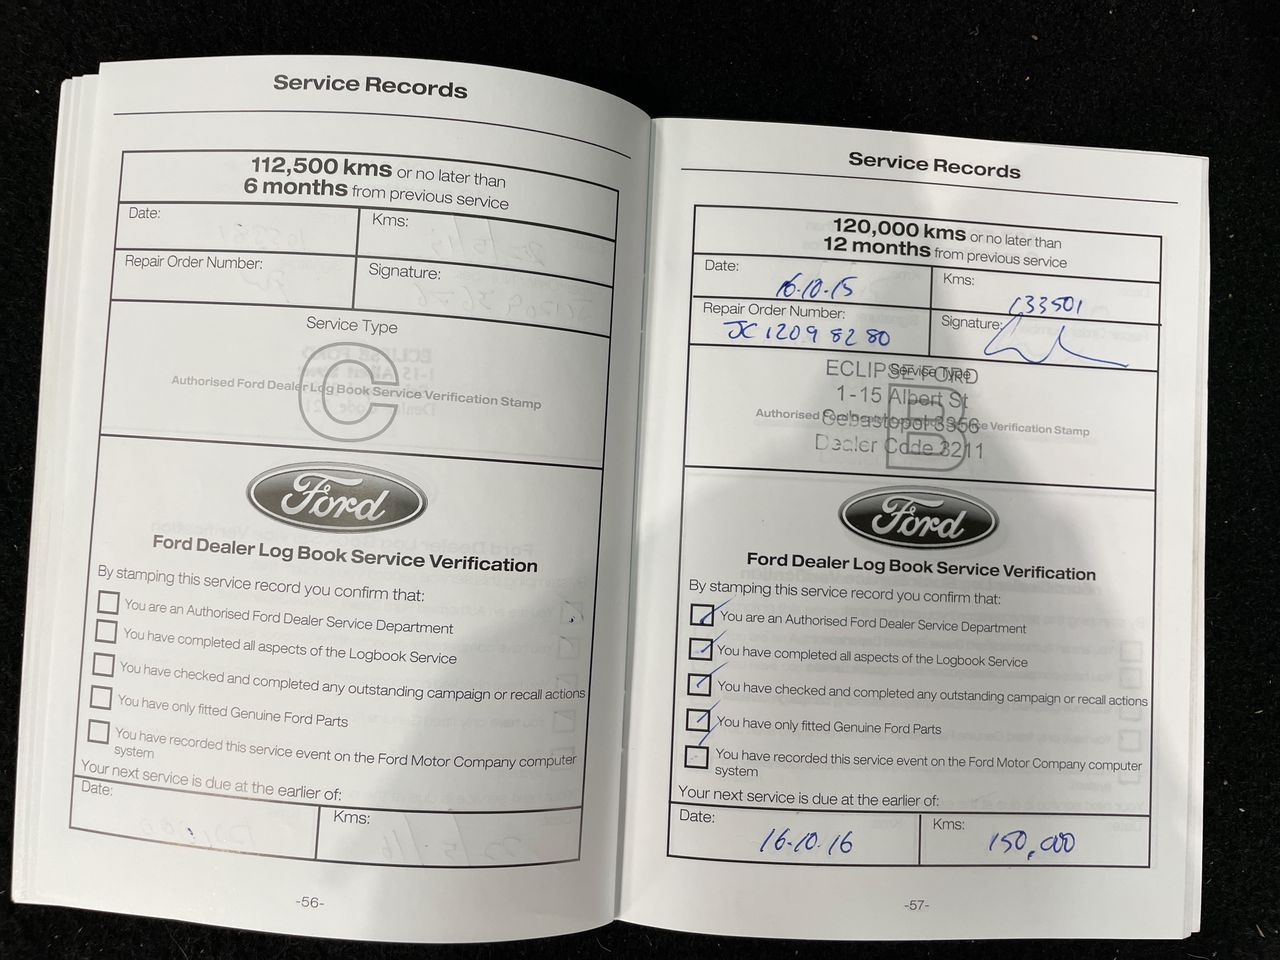 Service Records
112,500 kms or no later than
6 months from previous service
Date:
Kms:
Repair Order Number:
Signature:
Service Type
C
Authorised Ford Dealer Log Book Service Verification Stamp
Ford
Ford Dealer Log Book Service Verification
By stamping this service record you confirm that:
You are an Authorised Ford Dealer Service Department
You have completed all aspects of the Logbook Service
You have checked and completed any outstanding campaign or recall actions
You have only fitted Genuine Ford Parts
You have recorded this service event on the Ford Motor Company computer
system
Your next service is due at the earlier of:
Date:
Kms:
-56-
Service Records
120,000 kms or no later than
12 months from previous service
Date: 16.10.15
Kms: 133501
Repair Order Number:
JC1209 8280
Signature:
Service Type
ECLIPSE FORD
1-15 Albert St
B
Authorised Ford Dealer Log Book Service Verification Stamp
Sebastopol 3356
Dealer Code 3211
Ford
Ford Dealer Log Book Service Verification
By stamping this service record you confirm that:
You are an Authorised Ford Dealer Service Department
You have completed all aspects of the Logbook Service
You have checked and completed any outstanding campaign or recall actions
You have only fitted Genuine Ford Parts
You have recorded this service event on the Ford Motor Company computer
system
Your next service is due at the earlier of:
Date: 16.10.16
Kms: 150,000
-57-